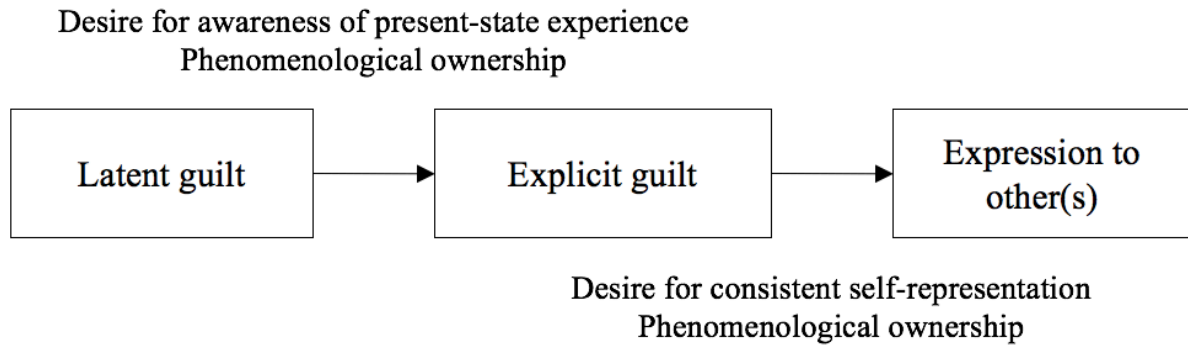 Desire for awareness of present-state experience
Phenomenological ownership
Latent guilt
Explicit guilt
Expression to
other(s)
Desire for consistent self-representation
Phenomenological ownership